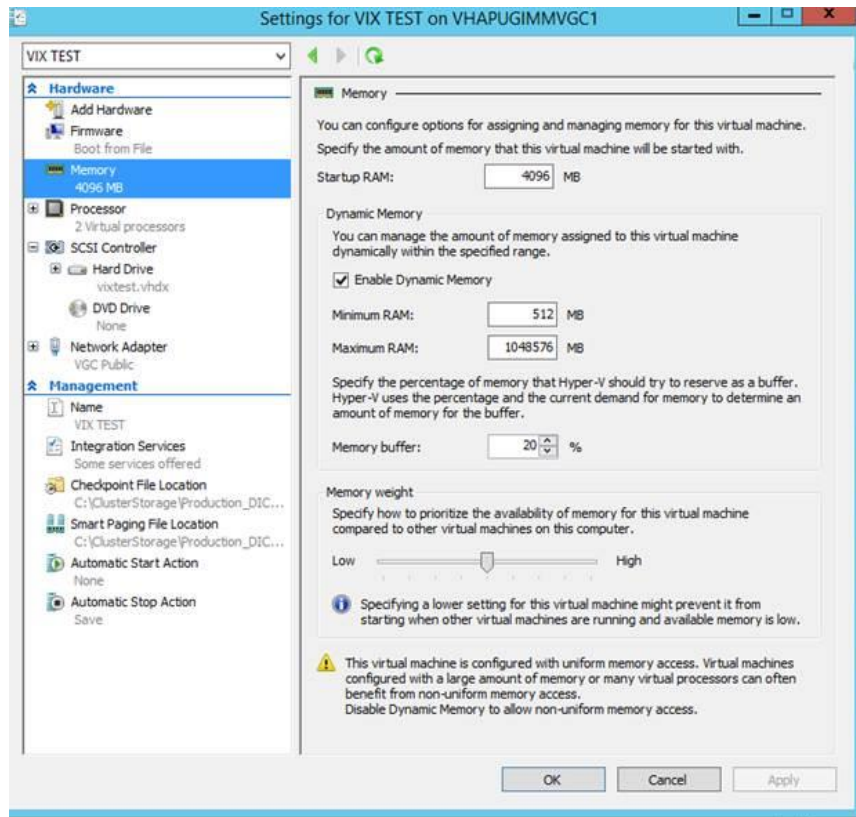 Settings for VIX TEST on VHAPUGIMMVGC1
VIX TEST
Hardware
Add Hardware
Firmware
Boot from File
Memory
4096 MB
Processor
2 Virtual processors
SCSI Controller
Hard Drive
vixtest.vhdx
DVD Drive
None
Network Adapter
VGC Public
Management
Name
VIX TEST
Integration Services
Some services offered
Checkpoint File Location
C:\ClusterStorage\Production_DIC...
Smart Paging File Location
C:\ClusterStorage\Production_DIC...
Automatic Start Action
None
Automatic Stop Action
Save
Memory
You can configure options for assigning and managing memory for this virtual machine.
Specify the amount of memory that this virtual machine will be started with.
Startup RAM: 4096 MB
Dynamic Memory
You can manage the amount of memory assigned to this virtual machine
dynamically within the specified range.
Enable Dynamic Memory
Minimum RAM: 512 MB
Maximum RAM: 1048576 MB
Specify the percentage of memory that Hyper-V should try to reserve as a buffer.
Hyper-V uses the percentage and the current demand for memory to determine an
amount of memory for the buffer.
Memory buffer: 20 %
Memory weight
Specify how to prioritize the availability of memory for this virtual machine
compared to other virtual machines on this computer.
Low High
Specifying a lower setting for this virtual machine might prevent it from
starting when other virtual machines are running and available memory is low.
This virtual machine is configured with uniform memory access. Virtual machines
configured with a large amount of memory or many virtual processors can often
benefit from non-uniform memory access.
Disable Dynamic Memory to allow non-uniform memory access.
OK Cancel Apply